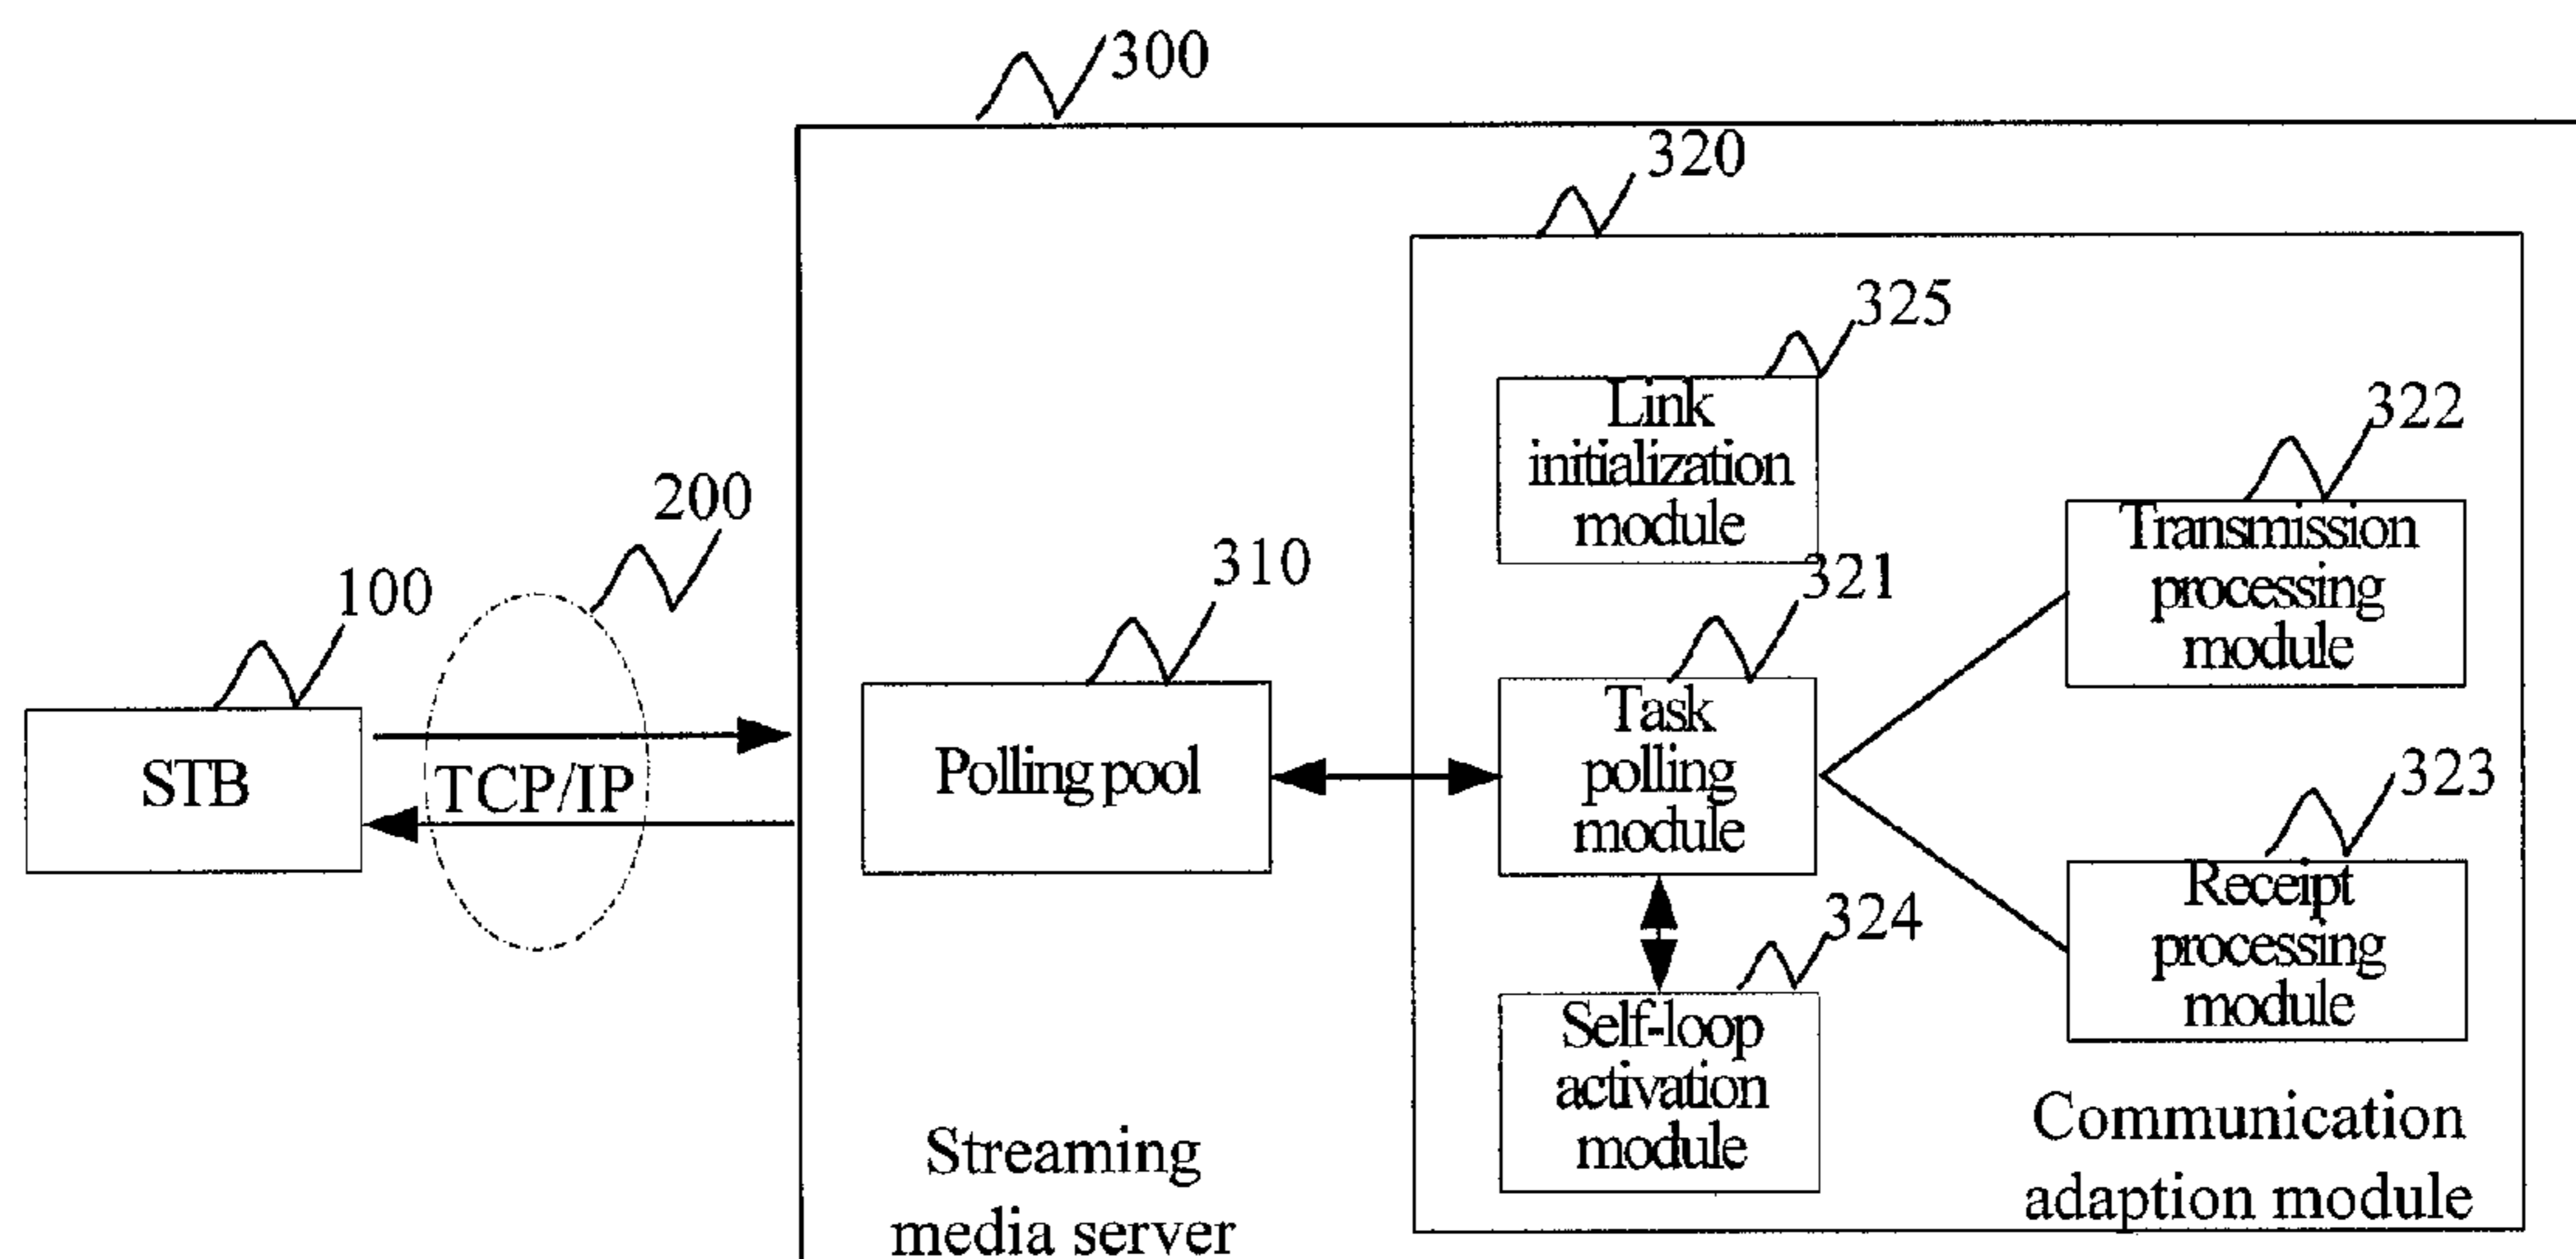 300
320
325
Link
initialization
module
322
Transmission
processing
module
200
100
310
321
STB
TCP/IP
Polling pool
Task
polling
module
323
Receipt
processing
module
324
Self-loop
activation
module
Streaming
media server
Communication
adaption module